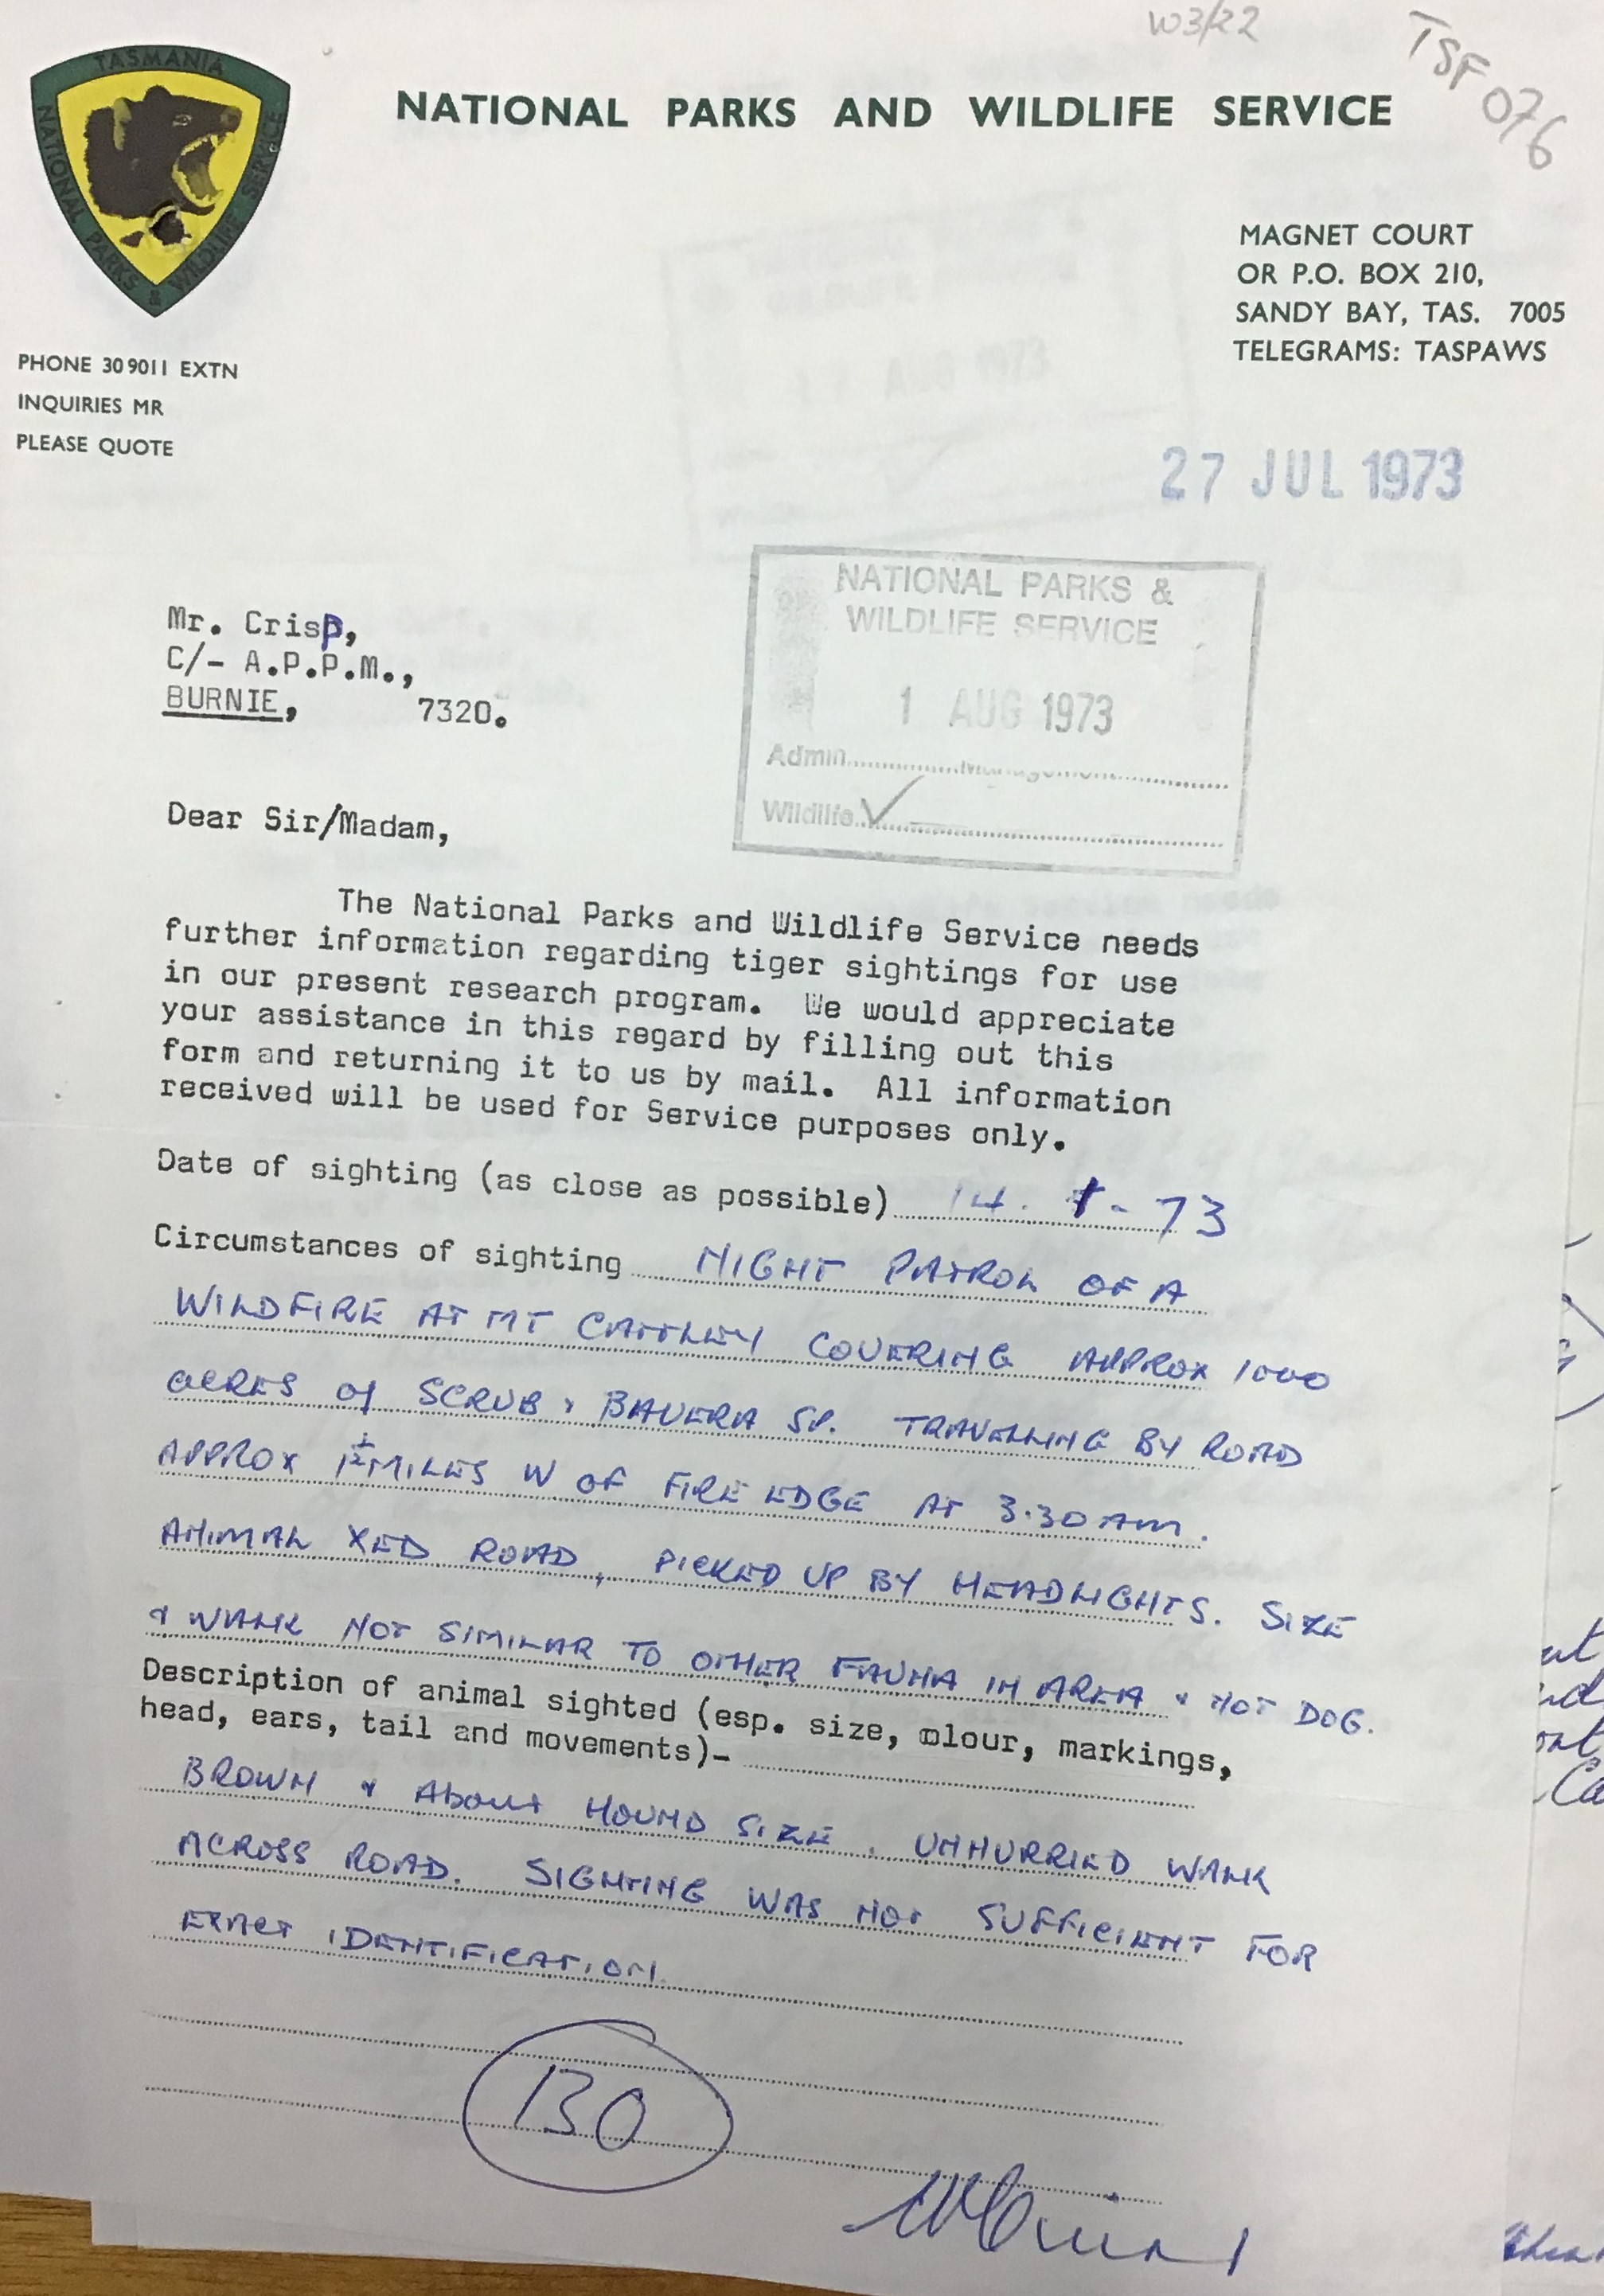 W3/22
TSF 076
TASMANIA
NATIONAL PARKS & WILDLIFE SERVICE
NATIONAL PARKS AND WILDLIFE SERVICE
MAGNET COURT
OR P.O. BOX 210,
SANDY BAY, TAS. 7005
TELEGRAMS: TASPAWS
PHONE 30 9011 EXTN
INQUIRIES MR
PLEASE QUOTE
AUG 1973
27 JUL 1973
NATIONAL PARKS &
WILDLIFE SERVICE
1 AUG 1973
Admin. Management
Wildlife ✓
Mr. Crisp,
C/- A.P.P.M.,
BURNIE, 7320.
Dear Sir/Madam,
The National Parks and Wildlife Service needs
further information regarding tiger sightings for use
in our present research program. We would appreciate
your assistance in this regard by filling out this
form and returning it to us by mail. All information
received will be used for Service purposes only.
Date of sighting (as close as possible) 14. 1 - 73
Circumstances of sighting NIGHT PATROL OF A
WILDFIRE AT MT CATTLEY COVERING APPROX 1000
ACRES of SCRUB & BAUERA SP. TRAVELLING BY ROAD
APPROX 1½ MILES W OF FIRE EDGE AT 3.30 AM.
ANIMAL XED ROAD, PICKED UP BY HEADLIGHTS. SIZE
& WALK NOT SIMILAR TO OTHER FAUNA IN AREA & NOT DOG.
Description of animal sighted (esp. size, colour, markings,
head, ears, tail and movements)-
BROWN & About HOUND SIZE. UNHURRIED WALK
ACROSS ROAD. SIGHTING WAS NOT SUFFICIENT FOR
EXACT IDENTIFICATION.
130